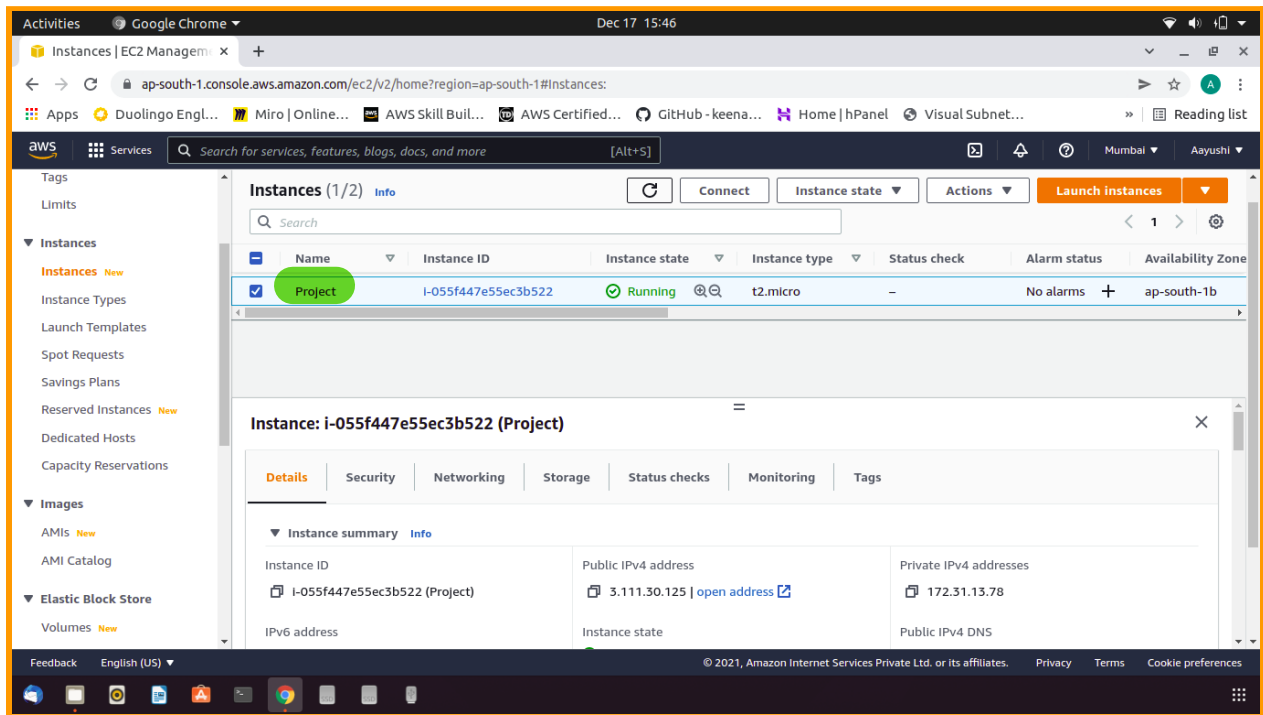 Activities Google Chrome ▾ Dec 17 15:46
Instances | EC2 Managem
ap-south-1.console.aws.amazon.com/ec2/v2/home?region=ap-south-1#Instances:
Apps Duolingo Engl... Miro | Online... AWS Skill Buil... AWS Certified... GitHub - keena... Home | hPanel Visual Subnet... » Reading list
aws Services Search for services, features, blogs, docs, and more [Alt+S] Mumbai ▼ Aayushi ▼
Tags
Limits
Instances
Instances New
Instance Types
Launch Templates
Spot Requests
Savings Plans
Reserved Instances New
Dedicated Hosts
Capacity Reservations
Images
AMIs New
AMI Catalog
Elastic Block Store
Volumes New
Instances (1/2) Info Connect Instance state ▼ Actions ▼ Launch instances ▼
Search 1
Name Instance ID Instance state Instance type Status check Alarm status Availability Zone
Project i-055f447e55ec3b522 Running t2.micro – No alarms + ap-south-1b
Instance: i-055f447e55ec3b522 (Project)
Details Security Networking Storage Status checks Monitoring Tags
Instance summary Info
Instance ID Public IPv4 address Private IPv4 addresses
i-055f447e55ec3b522 (Project) 3.111.30.125 | open address 172.31.13.78
IPv6 address Instance state Public IPv4 DNS
Feedback English (US) ▼ © 2021, Amazon Internet Services Private Ltd. or its affiliates. Privacy Terms Cookie preferences